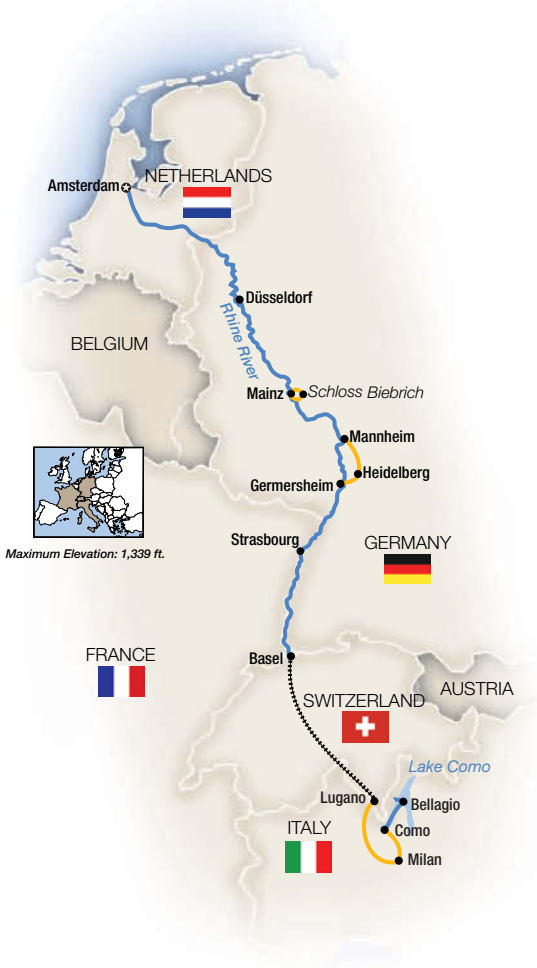 NETHERLANDS
Amsterdam
Düsseldorf
Rhine River
BELGIUM
Mainz
Schloss Biebrich
Mannheim
Heidelberg
Germersheim
Maximum Elevation: 1,339 ft.
Strasbourg
GERMANY
FRANCE
Basel
AUSTRIA
SWITZERLAND
Lake Como
Lugano
Bellagio
ITALY
Como
Milan